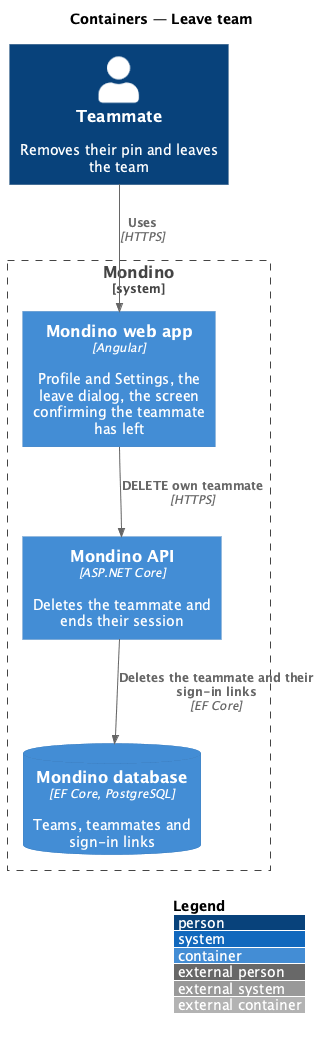 Containers — Leave team
Teammate
Removes their pin and leaves
the team
Uses
[HTTPS]
Mondino
[system]
Mondino web app
[Angular]
Profile and Settings, the
leave dialog, the screen
confirming the teammate
has left
DELETE own teammate
[HTTPS]
Mondino API
[ASP.NET Core]
Deletes the teammate and
ends their session
Deletes the teammate and their
sign-in links
[EF Core]
Mondino database
[EF Core, PostgreSQL]
Teams, teammates and
sign-in links
Legend
person
system
container
external person
external system
external container